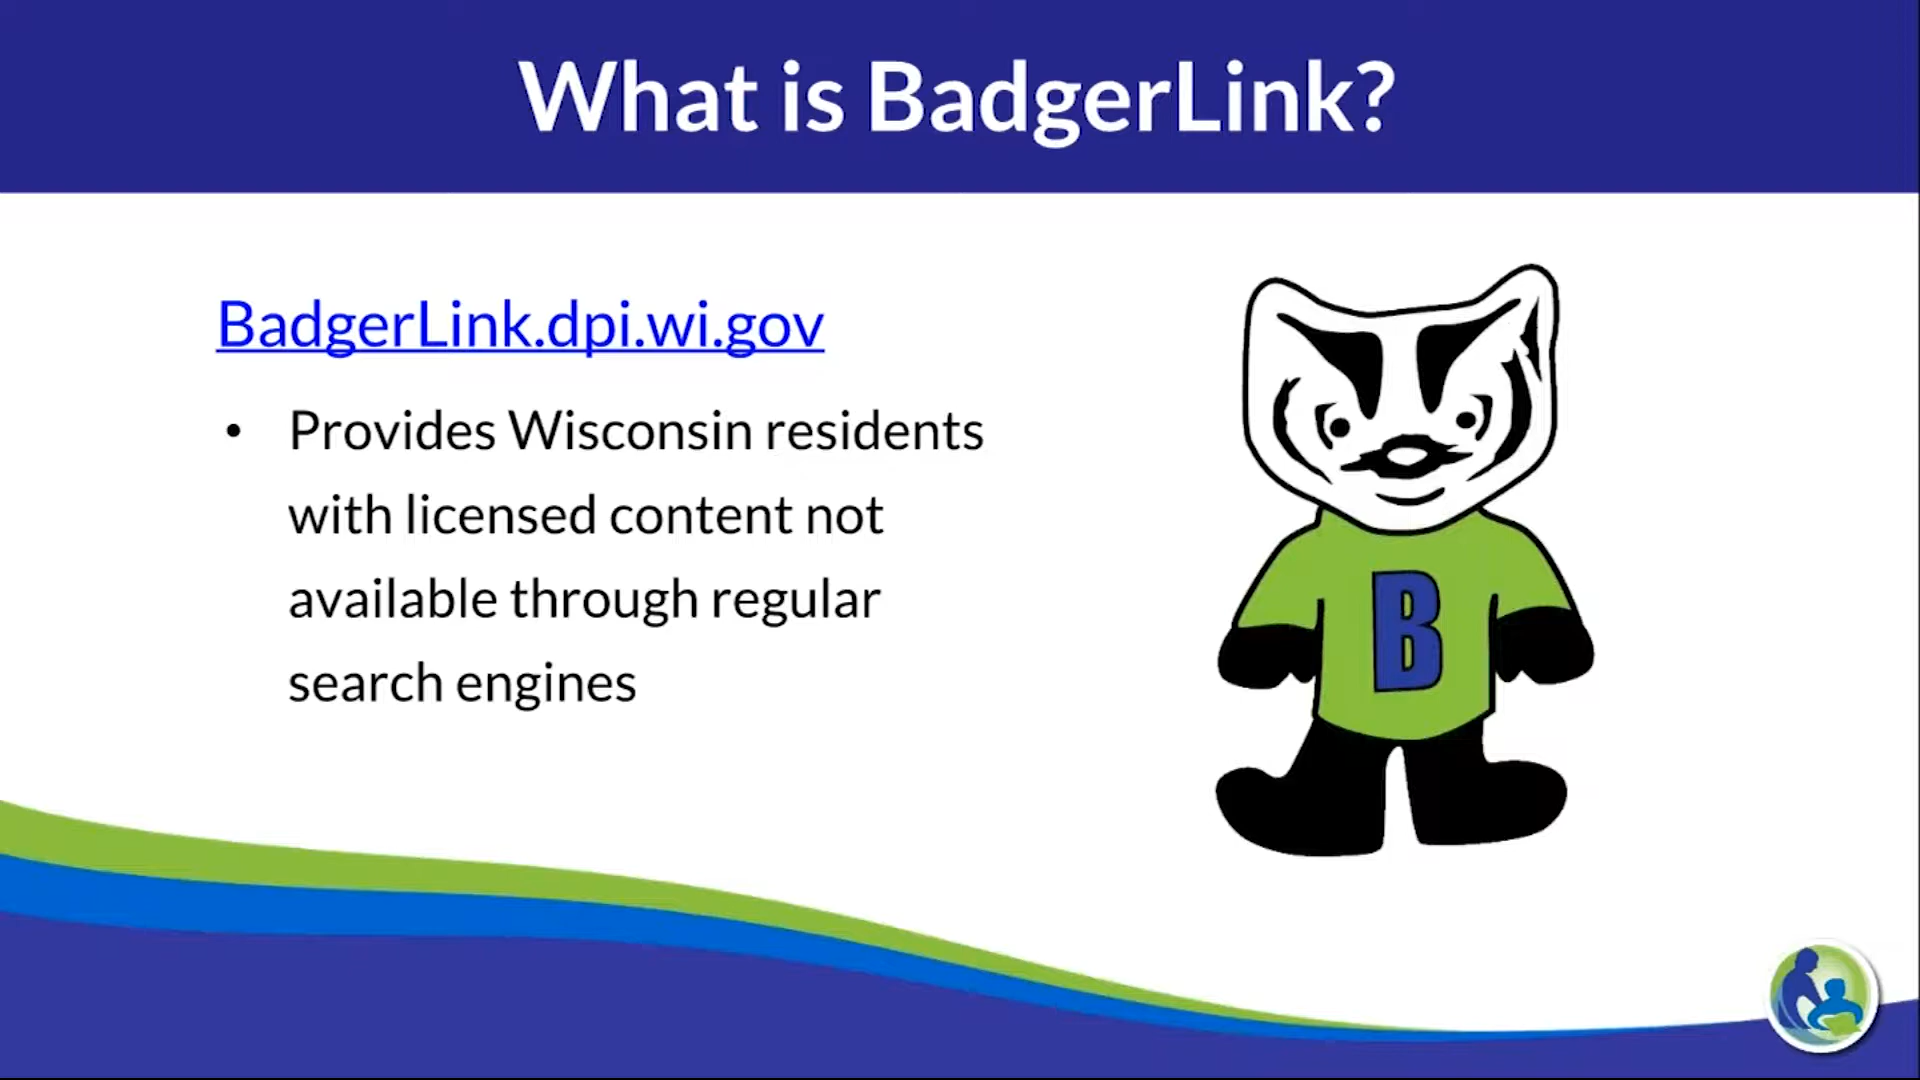 What is BadgerLink?
BadgerLink.dpi.wi.gov
• Provides Wisconsin residents
with licensed content not
available through regular
search engines
B